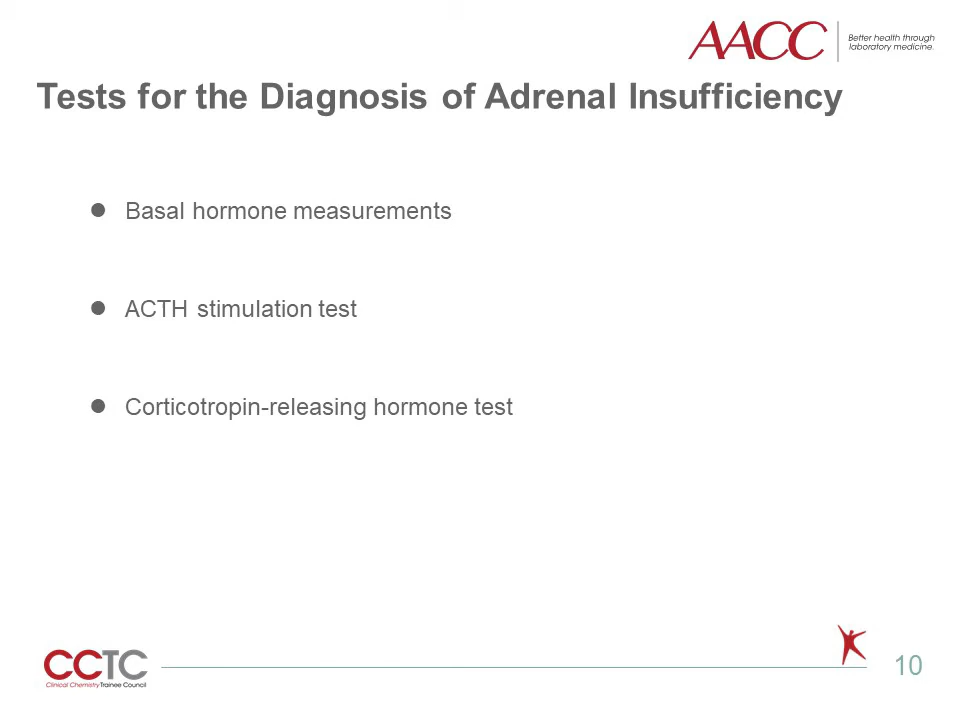 AACC
Better health through
laboratory medicine.
Tests for the Diagnosis of Adrenal Insufficiency
● Basal hormone measurements
● ACTH stimulation test
● Corticotropin-releasing hormone test
CCTC
Clinical Chemistry Trainee Council
10